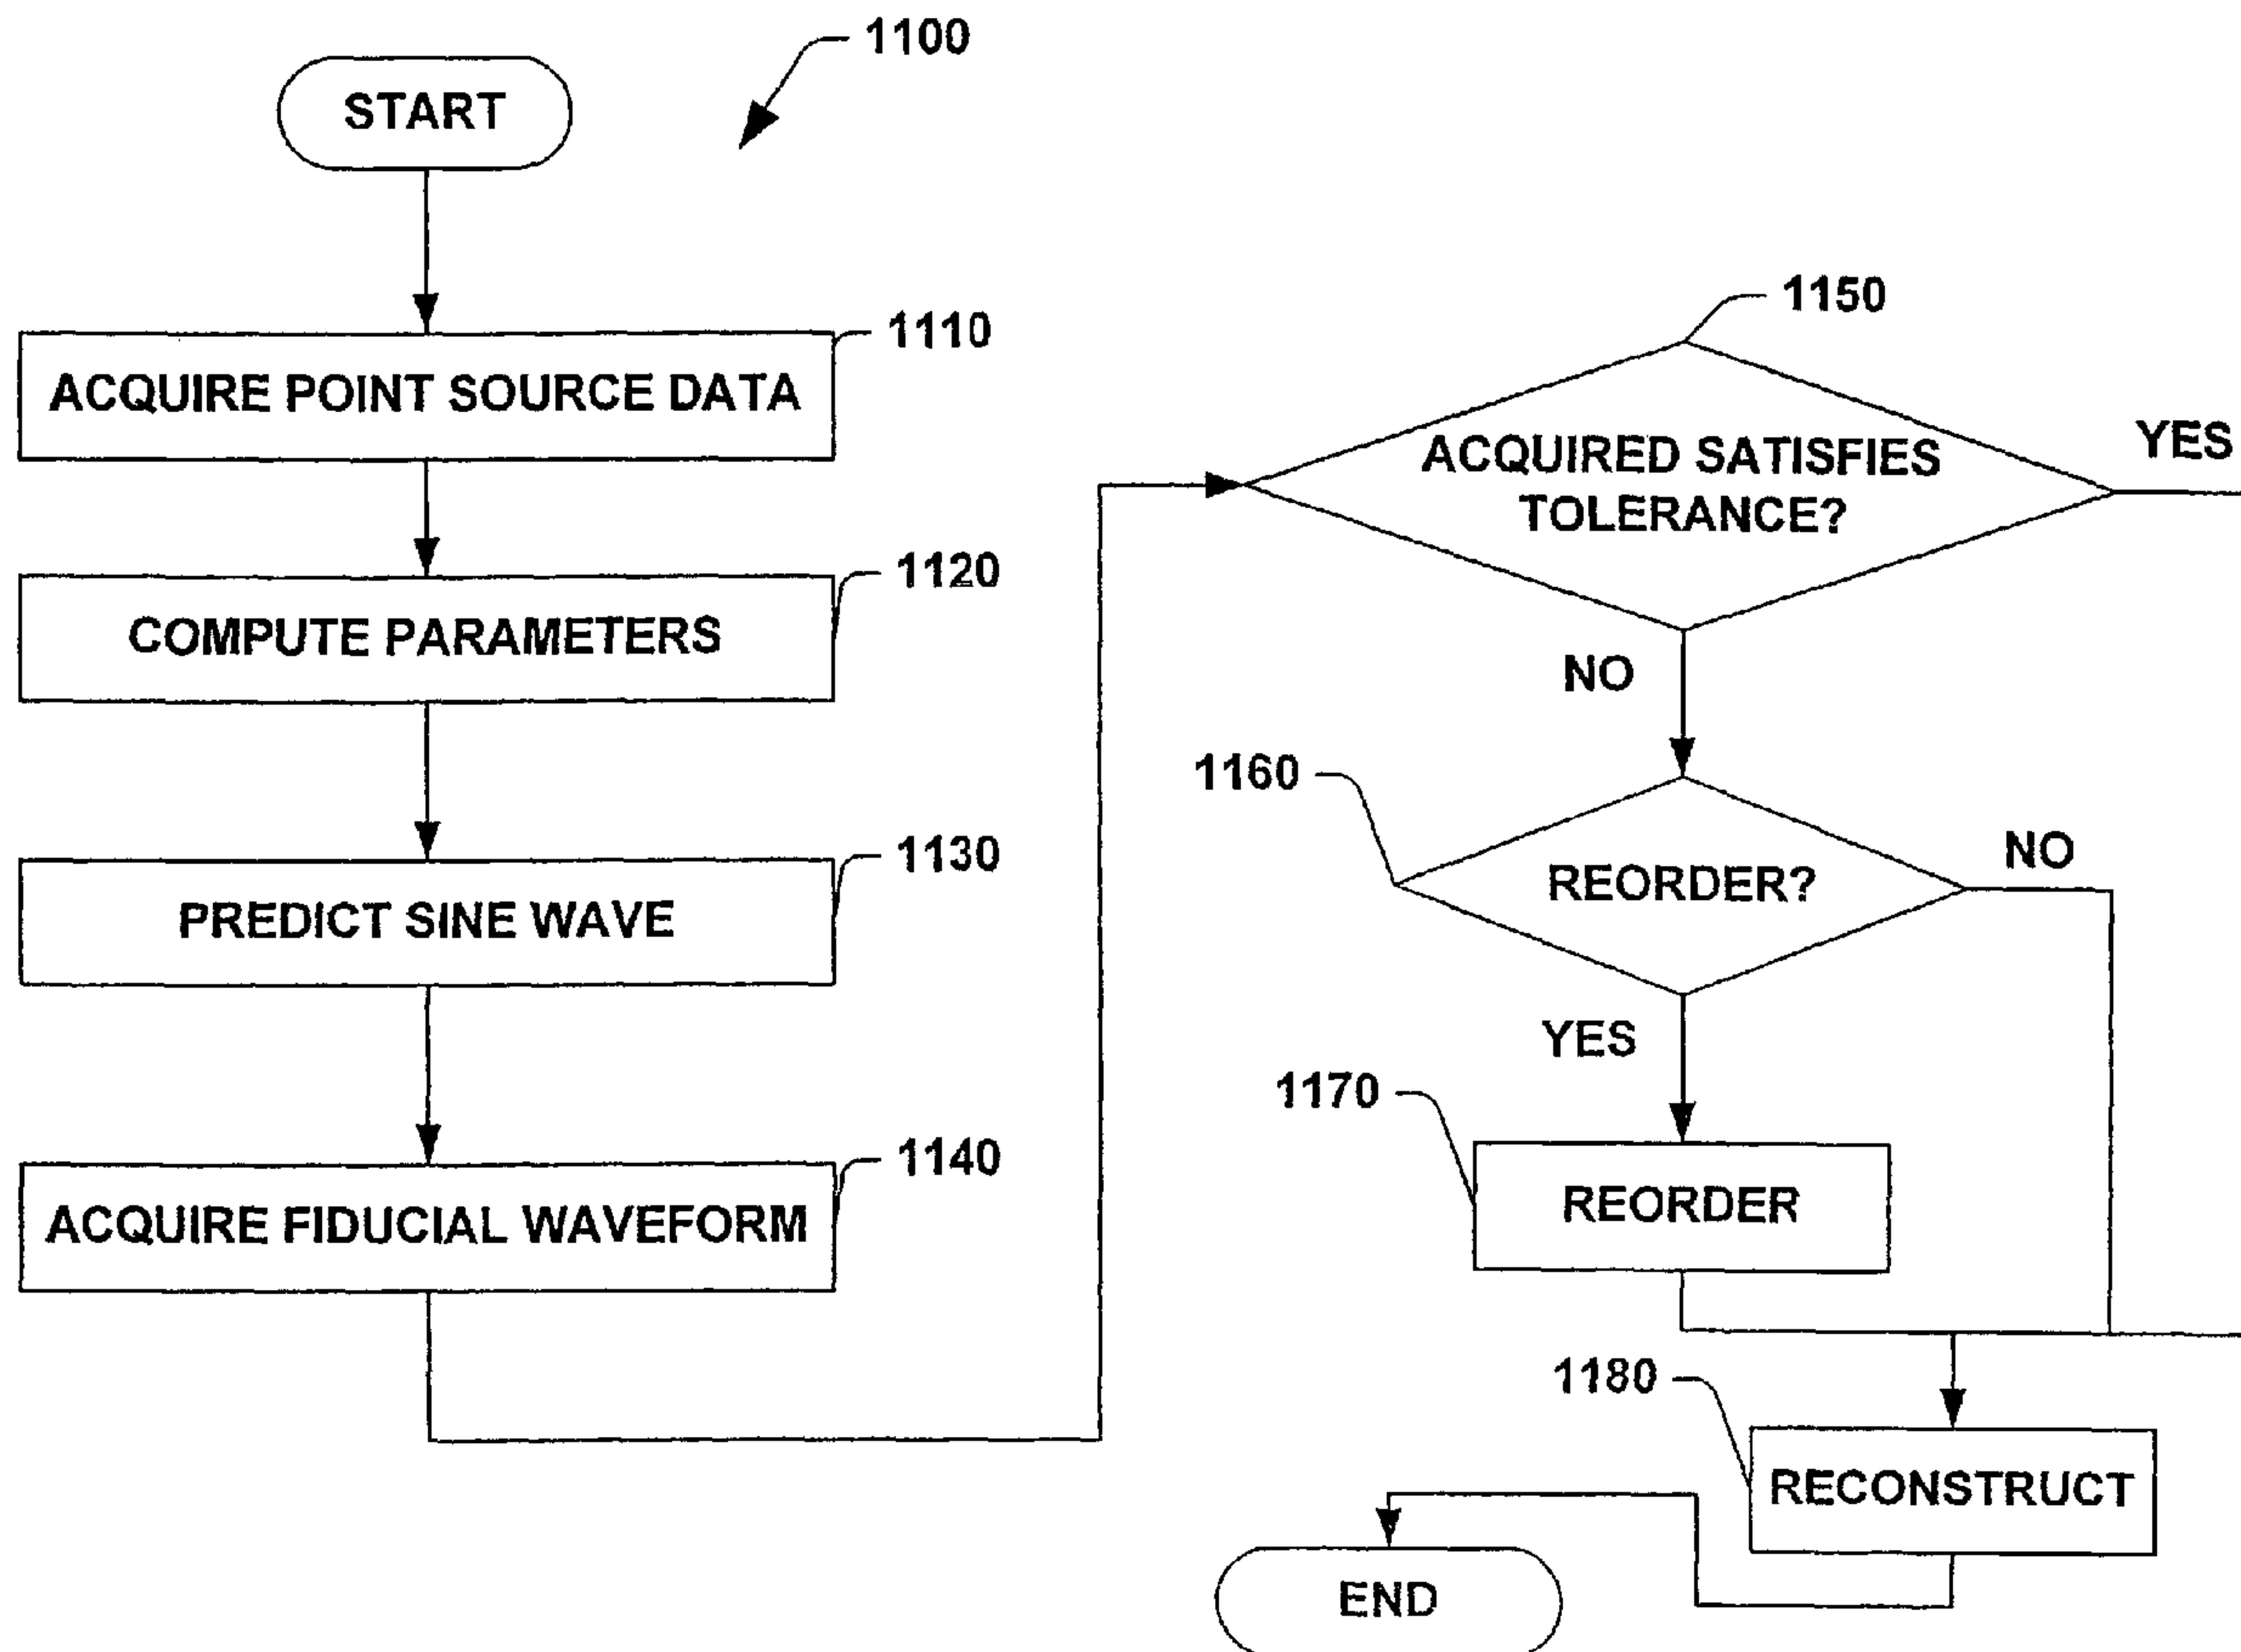 1100
START
1110
ACQUIRE POINT SOURCE DATA
1120
COMPUTE PARAMETERS
1130
PREDICT SINE WAVE
1140
ACQUIRE FIDUCIAL WAVEFORM
1150
ACQUIRED SATISFIES
TOLERANCE?
YES
NO
1160
REORDER?
NO
YES
1170
REORDER
1180
RECONSTRUCT
END